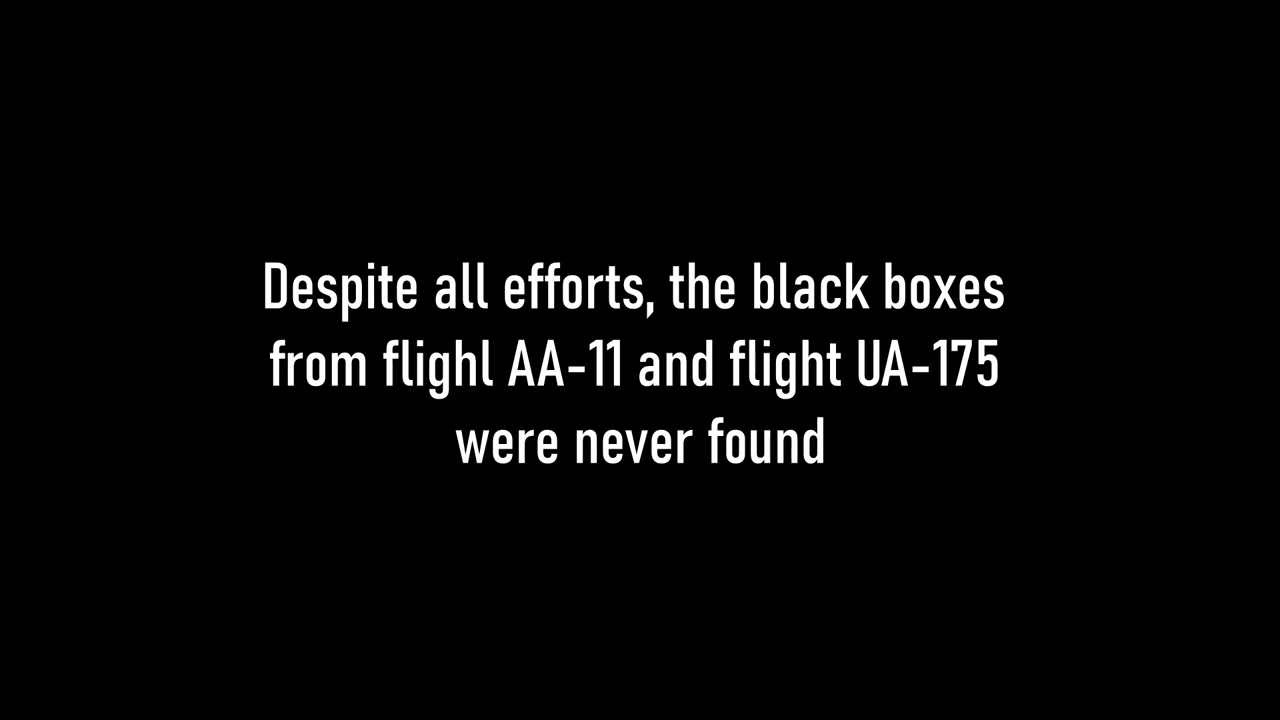 Despite all efforts, the black boxes
from flighl AA-11 and flight UA-175
were never found